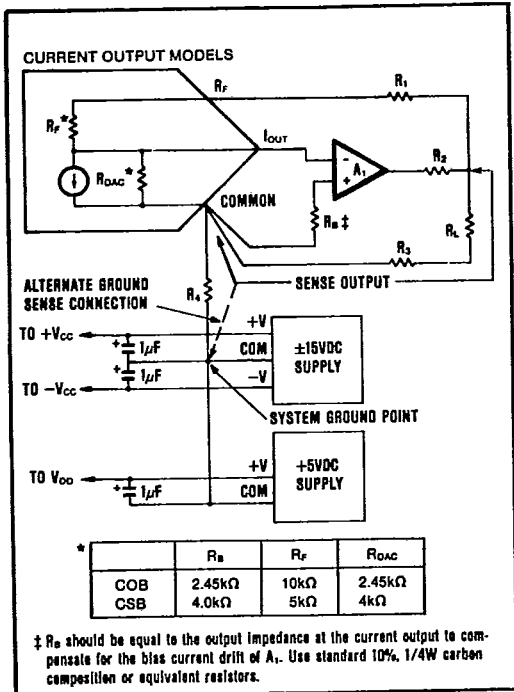 CURRENT OUTPUT MODELS
RF
R1
RF*
IOUT
RDAC*
A1
-
+
R2
COMMON
RB ‡
RL
R3
SENSE OUTPUT
ALTERNATE GROUND
SENSE CONNECTION
R4
TO +VCC
+V
+
1µF
COM
±15VDC
SUPPLY
+
1µF
TO −VCC
−V
SYSTEM GROUND POINT
TO VDD
+V
+5VDC
SUPPLY
+
1µF
COM
*
RB RF RDAC
COB 2.45kΩ 10kΩ 2.45kΩ
CSB 4.0kΩ 5kΩ 4kΩ
‡ RB should be equal to the output impedance at the current output to com-
pensate for the bias current drift of A1. Use standard 10%, 1/4W carbon
composition or equivalent resistors.